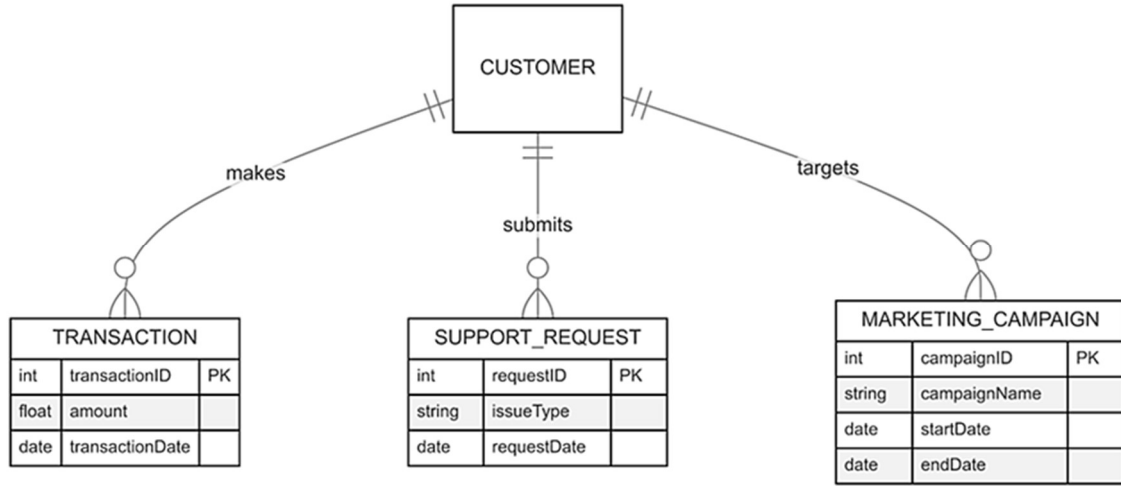 CUSTOMER
makes
targets
submits
TRANSACTION
int transactionID PK
float amount
date transactionDate
SUPPORT_REQUEST
int requestID PK
string issueType
date requestDate
MARKETING_CAMPAIGN
int campaignID PK
string campaignName
date startDate
date endDate